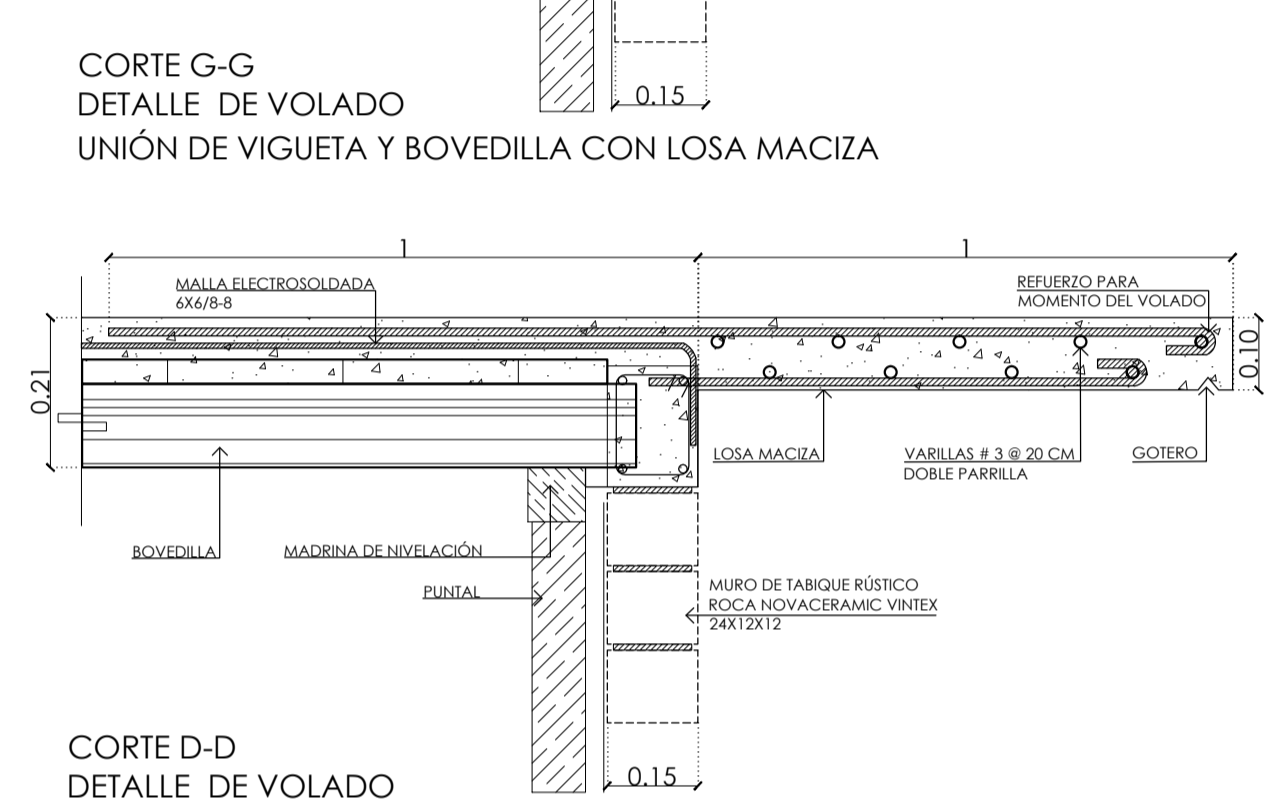 0.15
CORTE G-G
DETALLE DE VOLADO
UNIÓN DE VIGUETA Y BOVEDILLA CON LOSA MACIZA
1
1
MALLA ELECTROSOLDADA
6X6/8-8
REFUERZO PARA
MOMENTO DEL VOLADO
0.21
0.10
LOSA MACIZA
VARILLAS # 3 @ 20 CM
DOBLE PARRILLA
GOTERO
BOVEDILLA
MADRINA DE NIVELACIÓN
PUNTAL
MURO DE TABIQUE RÚSTICO
ROCA NOVACERAMIC VINTEX
24X12X12
0.15
CORTE D-D
DETALLE DE VOLADO